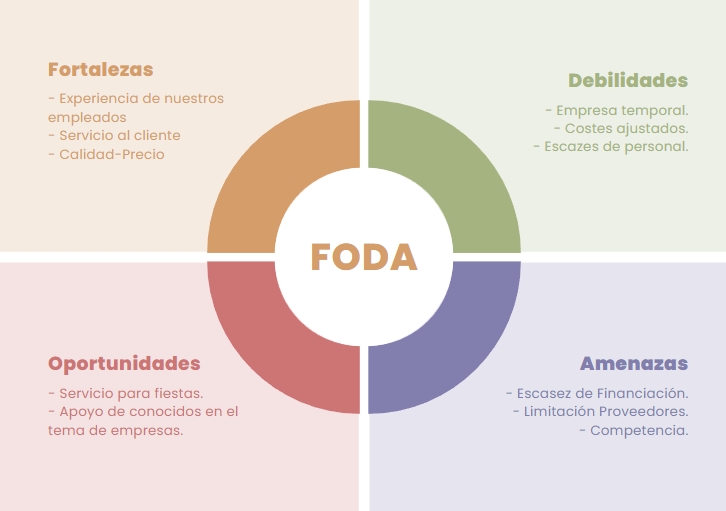 Fortalezas
- Experiencia de nuestros
empleados
- Servicio al cliente
- Calidad-Precio
Debilidades
- Empresa temporal.
- Costes ajustados.
- Escazes de personal.
FODA
Oportunidades
- Servicio para fiestas.
- Apoyo de conocidos en el
tema de empresas.
Amenazas
- Escasez de Financiación.
- Limitación Proveedores.
- Competencia.